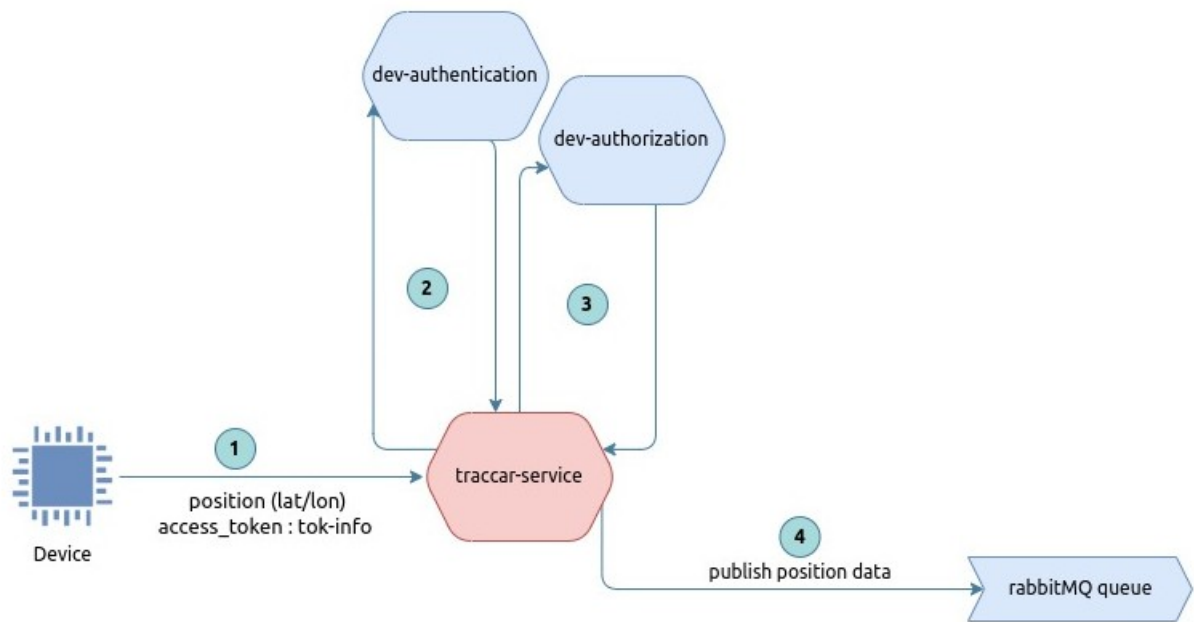 dev-authentication
dev-authorization
2
3
1
position (lat/lon)
access_token : tok-info
Device
traccar-service
4
publish position data
rabbitMQ queue